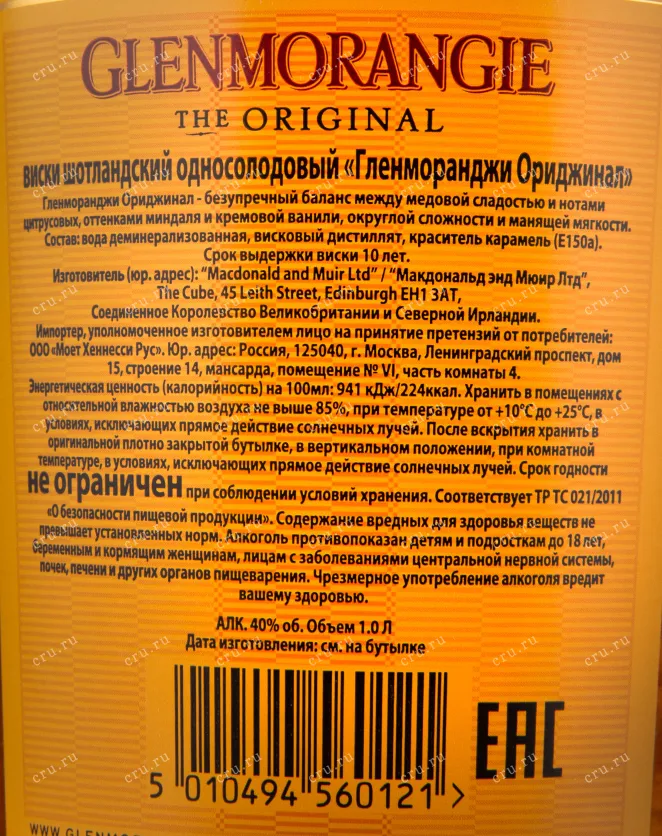 GLENMORANGIE
THE ORIGINAL
виски шотландский односолодовый «Гленморанджи Ориджинал»
Гленморанджи Ориджинал - безупречный баланс между медовой сладостью и нотами
цитрусовых, оттенками миндаля и кремовой ванили, округлой сложности и манящей мягкости.
Состав: вода деминерализованная, висковый дистиллят, краситель карамель (Е150а).
Срок выдержки виски 10 лет.
Изготовитель (юр. адрес): “Macdonald and Muir Ltd” / “Макдональд энд Мюир Лтд”,
The Cube, 45 Leith Street, Edinburgh EH1 3AT,
Соединенное Королевство Великобритании и Северной Ирландии.
Импортер, уполномоченное изготовителем лицо на принятие претензий от потребителей:
ООО «Моет Хеннесси Рус». Юр. адрес: Россия, 125040, г. Москва, Ленинградский проспект, дом
15, строение 14, мансарда, помещение № VI, часть комнаты 4.
Энергетическая ценность (калорийность) на 100мл: 941 кДж/224ккал. Хранить в помещениях с
относительной влажностью воздуха не выше 85%, при температуре от +10°С до +25°С, в
условиях, исключающих прямое действие солнечных лучей. После вскрытия хранить в
оригинальной плотно закрытой бутылке, в вертикальном положении, при комнатной
температуре, в условиях, исключающих прямое действие солнечных лучей. Срок годности
не ограничен при соблюдении условий хранения. Соответствует ТР ТС 021/2011
«О безопасности пищевой продукции». Содержание вредных для здоровья веществ не
превышает установленных норм. Алкоголь противопоказан детям и подросткам до 18 лет,
беременным и кормящим женщинам, лицам с заболеваниями центральной нервной системы,
почек, печени и других органов пищеварения. Чрезмерное употребление алкоголя вредит
вашему здоровью.
АЛК. 40% об. Объем 1.0 Л
Дата изготовления: см. на бутылке
EAC
5 010494 560121 >
WWW.GLENMO